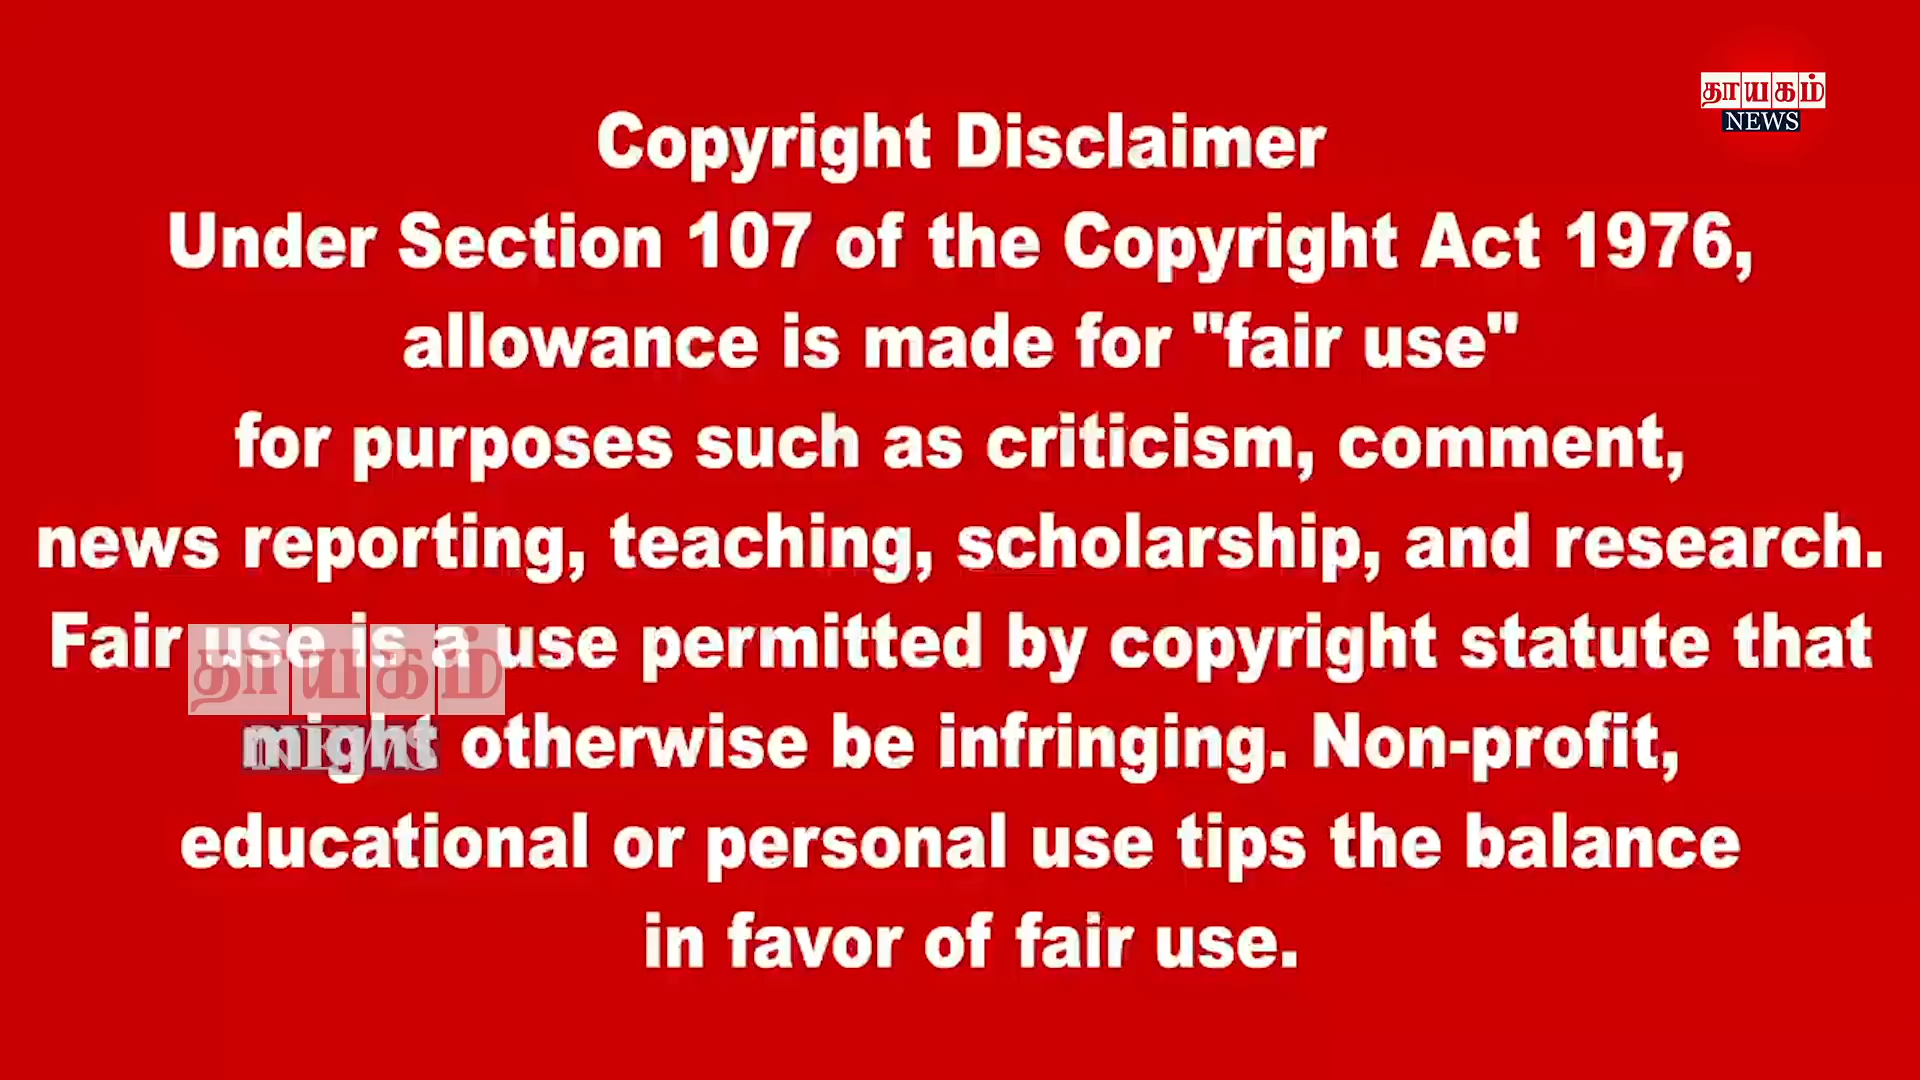 தாயகம்
NEWS
Copyright Disclaimer
Under Section 107 of the Copyright Act 1976,
allowance is made for "fair use"
for purposes such as criticism, comment,
news reporting, teaching, scholarship, and research.
Fair use is a use permitted by copyright statute that
might otherwise be infringing. Non-profit,
educational or personal use tips the balance
in favor of fair use.
தாயகம்
NEWS